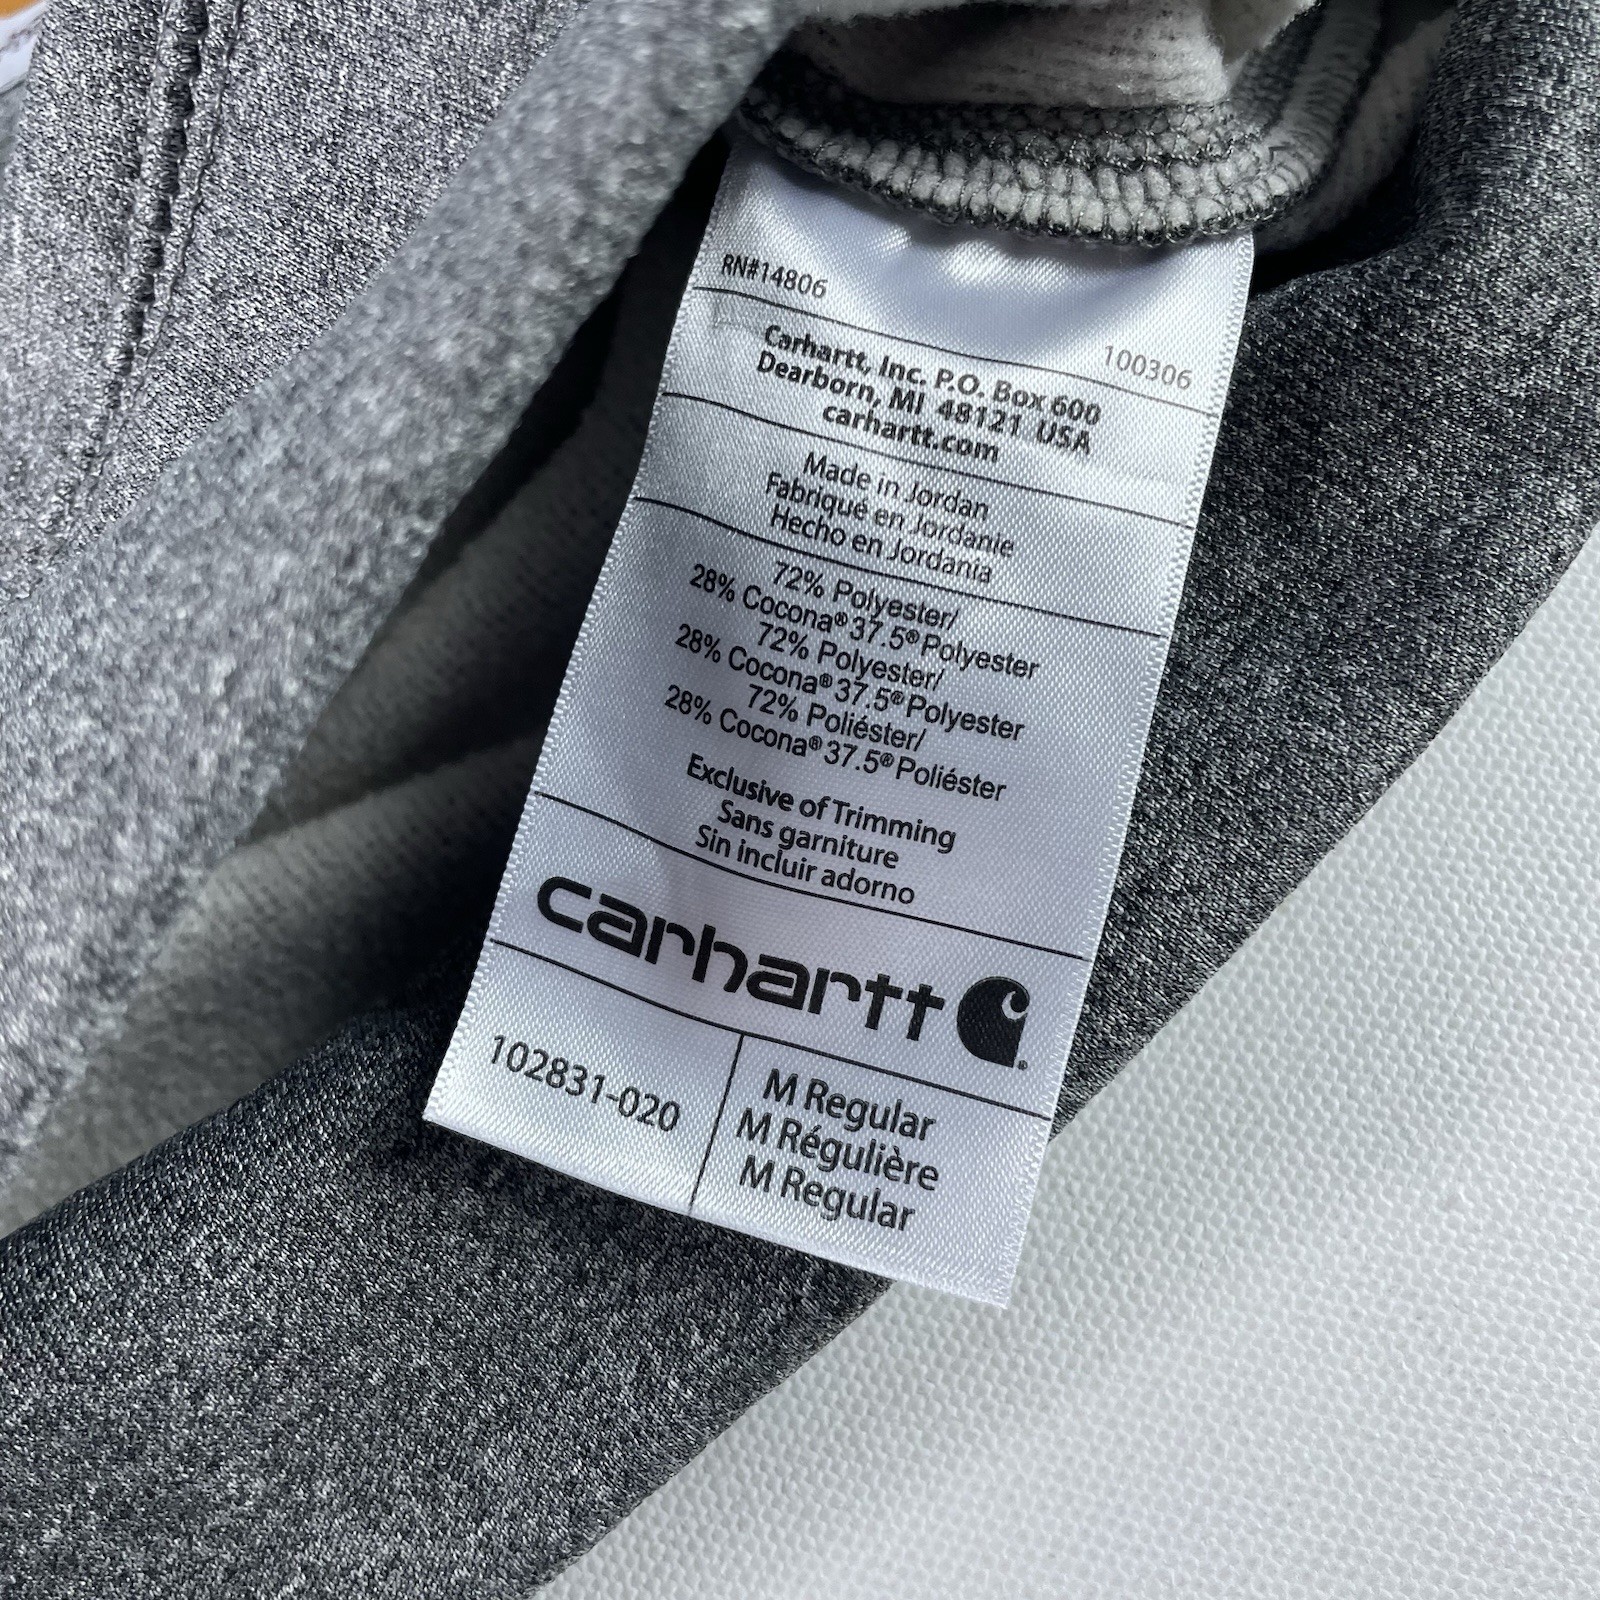 RN#14806
100306
Carhartt, Inc. P.O. Box 600
Dearborn, MI 48121 USA
carhartt.com
Made in Jordan
Fabriqué en Jordanie
Hecho en Jordania
72% Polyester/
28% Cocona® 37.5® Polyester
72% Polyester/
28% Cocona® 37.5® Polyester
72% Poliéster/
28% Cocona® 37.5® Poliéster
Exclusive of Trimming
Sans garniture
Sin incluir adorno
carhartt
102831-020
M Regular
M Régulière
M Regular